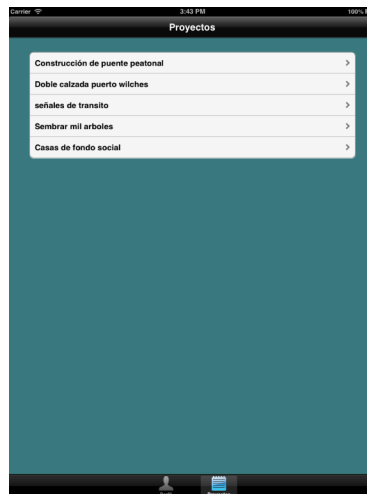 Carrier 3:43 PM 100%
Proyectos
Construcción de puente peatonal
Doble calzada puerto wilches
señales de transito
Sembrar mil arboles
Casas de fondo social